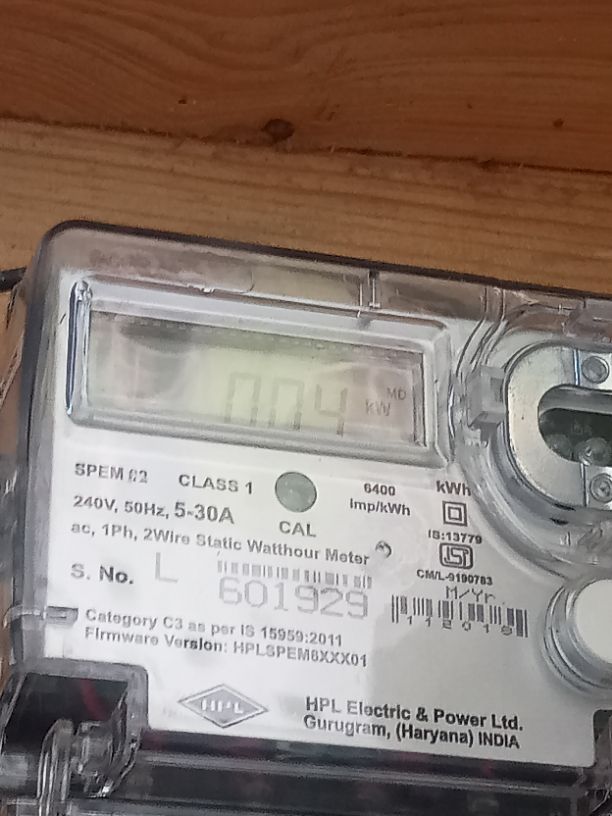 004
MD
kW
SPEM 02 CLASS 1
CAL
6400
imp/kWh
kWh
240V, 50Hz, 5-30A
ac, 1Ph, 2Wire Static Watthour Meter
IS:13779
CM/L-9190783
S. No. L
601929
M/Yr.
112019
Category C3 as per IS 15959:2011
Firmware Version: HPLSPEM6XXX01
HPL
HPL Electric & Power Ltd.
Gurugram, (Haryana) INDIA